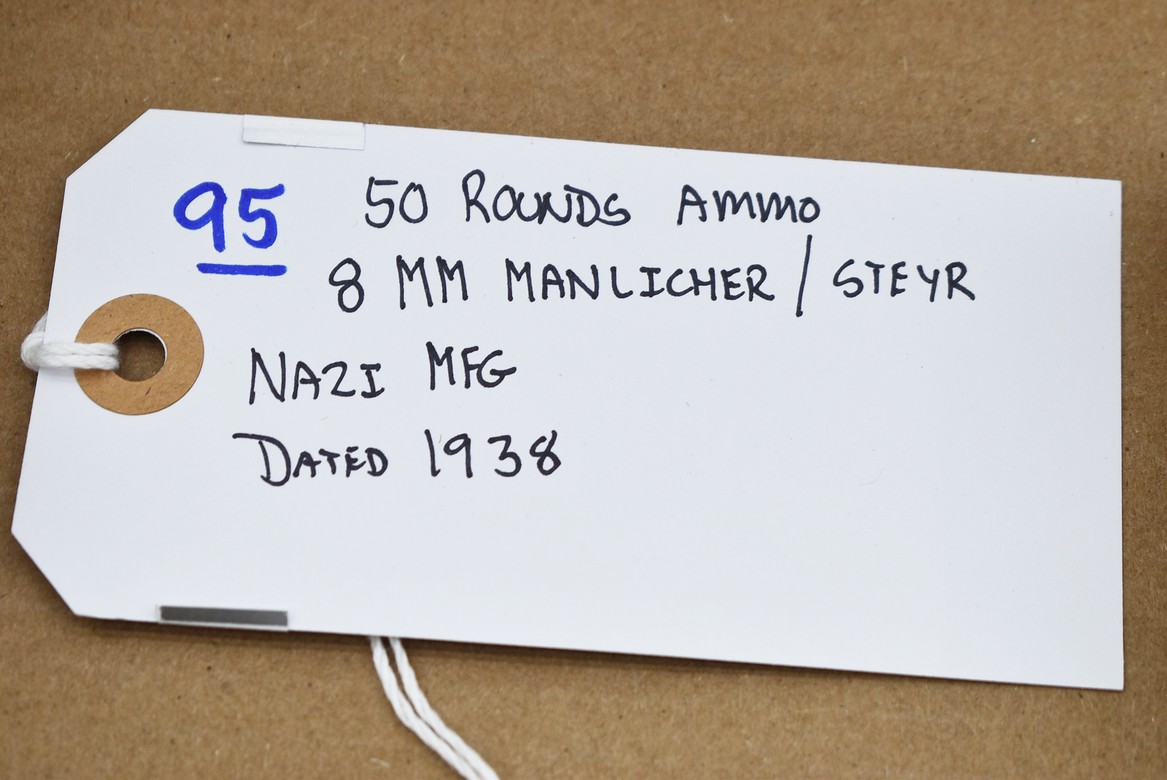 95 50 ROUNDS AMMO
8 MM MANLICHER / STEYR
NAZI MFG
DATED 1938